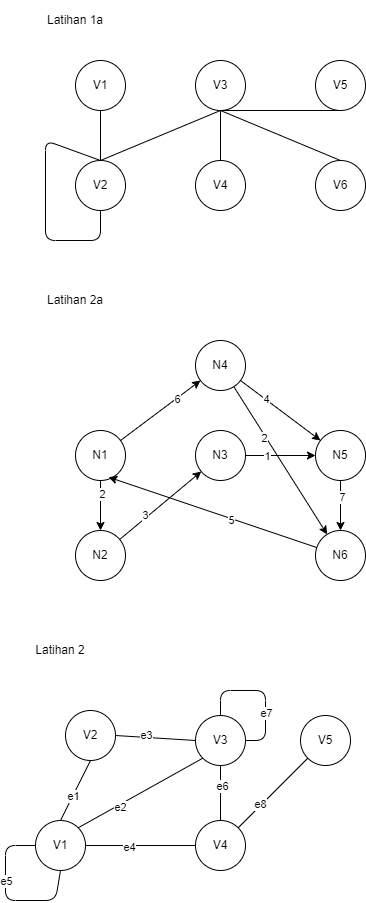 Latihan 1a
V1 V3 V5
V2 V4 V6
Latihan 2a
N4
6 4
2
N1 N3 1 N5
2 7
3 5
N2 N6
Latihan 2
e7
V2 e3 V3 V5
e6
e1 e2 e8
V1 e4 V4
e5